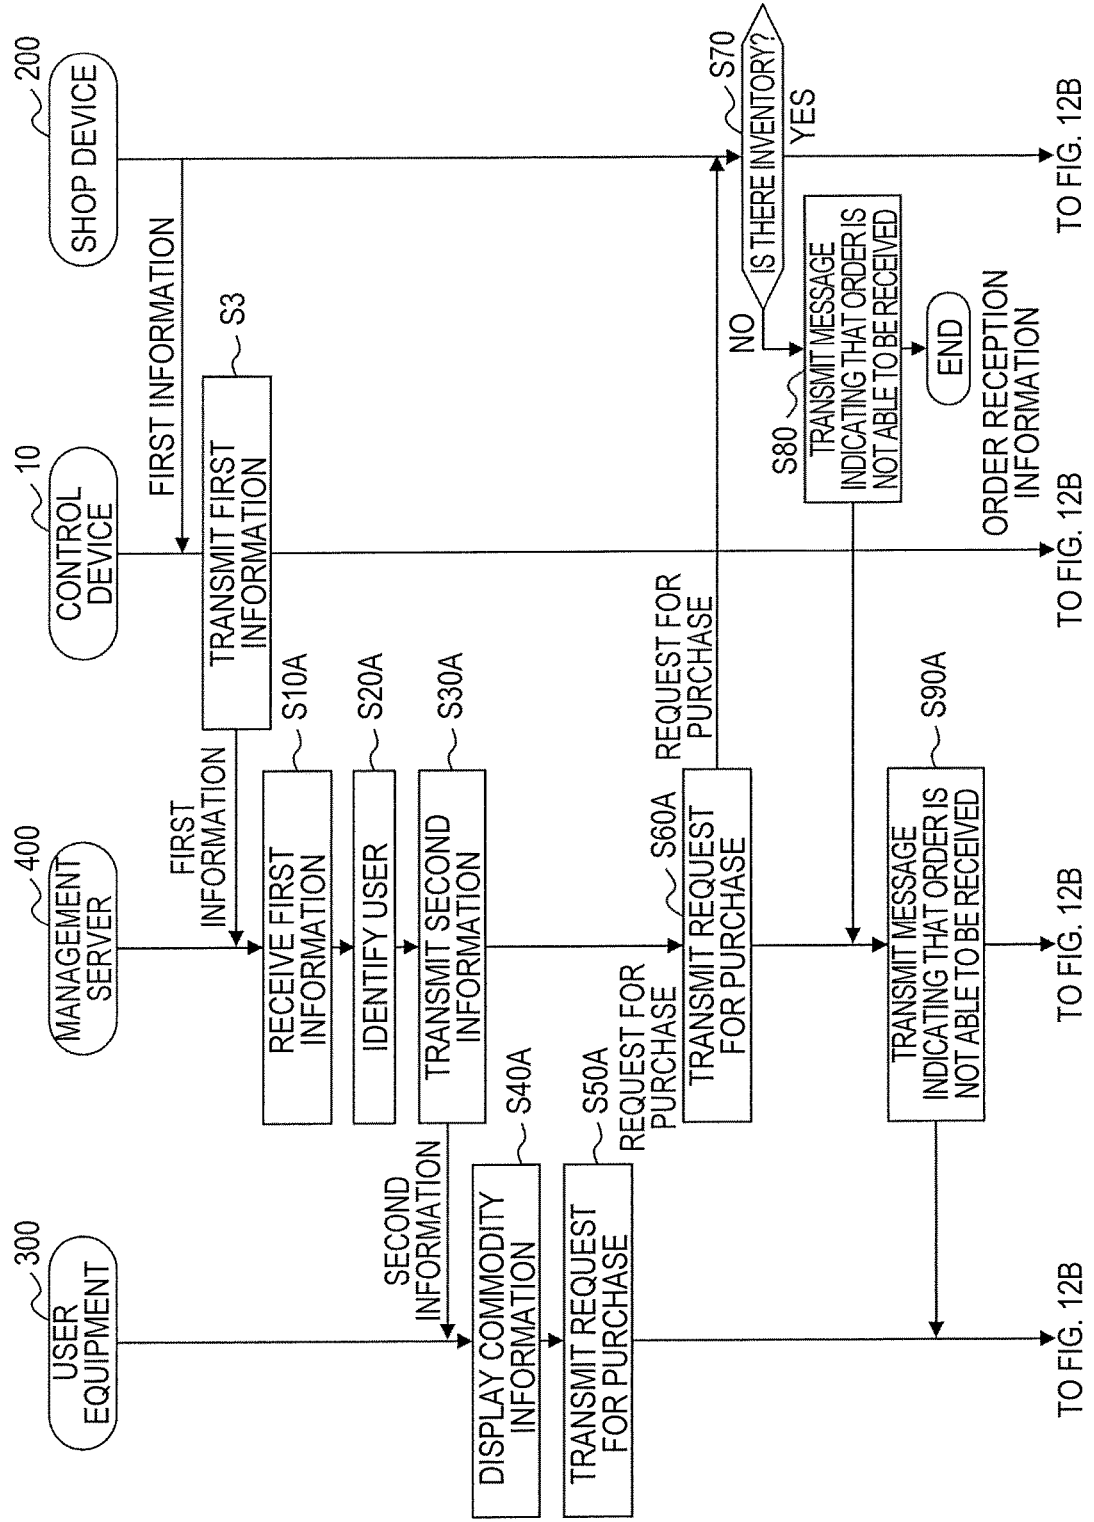 300
USER
EQUIPMENT
400
MANAGEMENT
SERVER
10
CONTROL
DEVICE
200
SHOP DEVICE
FIRST INFORMATION
S3
TRANSMIT FIRST
INFORMATION
FIRST
INFORMATION
S10A
RECEIVE FIRST
INFORMATION
S20A
IDENTIFY USER
S30A
TRANSMIT SECOND
INFORMATION
SECOND
INFORMATION
S40A
DISPLAY COMMODITY
INFORMATION
S50A
TRANSMIT REQUEST
FOR PURCHASE
REQUEST FOR
PURCHASE
S60A
TRANSMIT REQUEST
FOR PURCHASE
REQUEST FOR
PURCHASE
S70
IS THERE INVENTORY?
NO
YES
S80
TRANSMIT MESSAGE
INDICATING THAT ORDER IS
NOT ABLE TO BE RECEIVED
END
S90A
TRANSMIT MESSAGE
INDICATING THAT ORDER IS
NOT ABLE TO BE RECEIVED
ORDER RECEPTION
INFORMATION
TO FIG. 12B
TO FIG. 12B
TO FIG. 12B
TO FIG. 12B